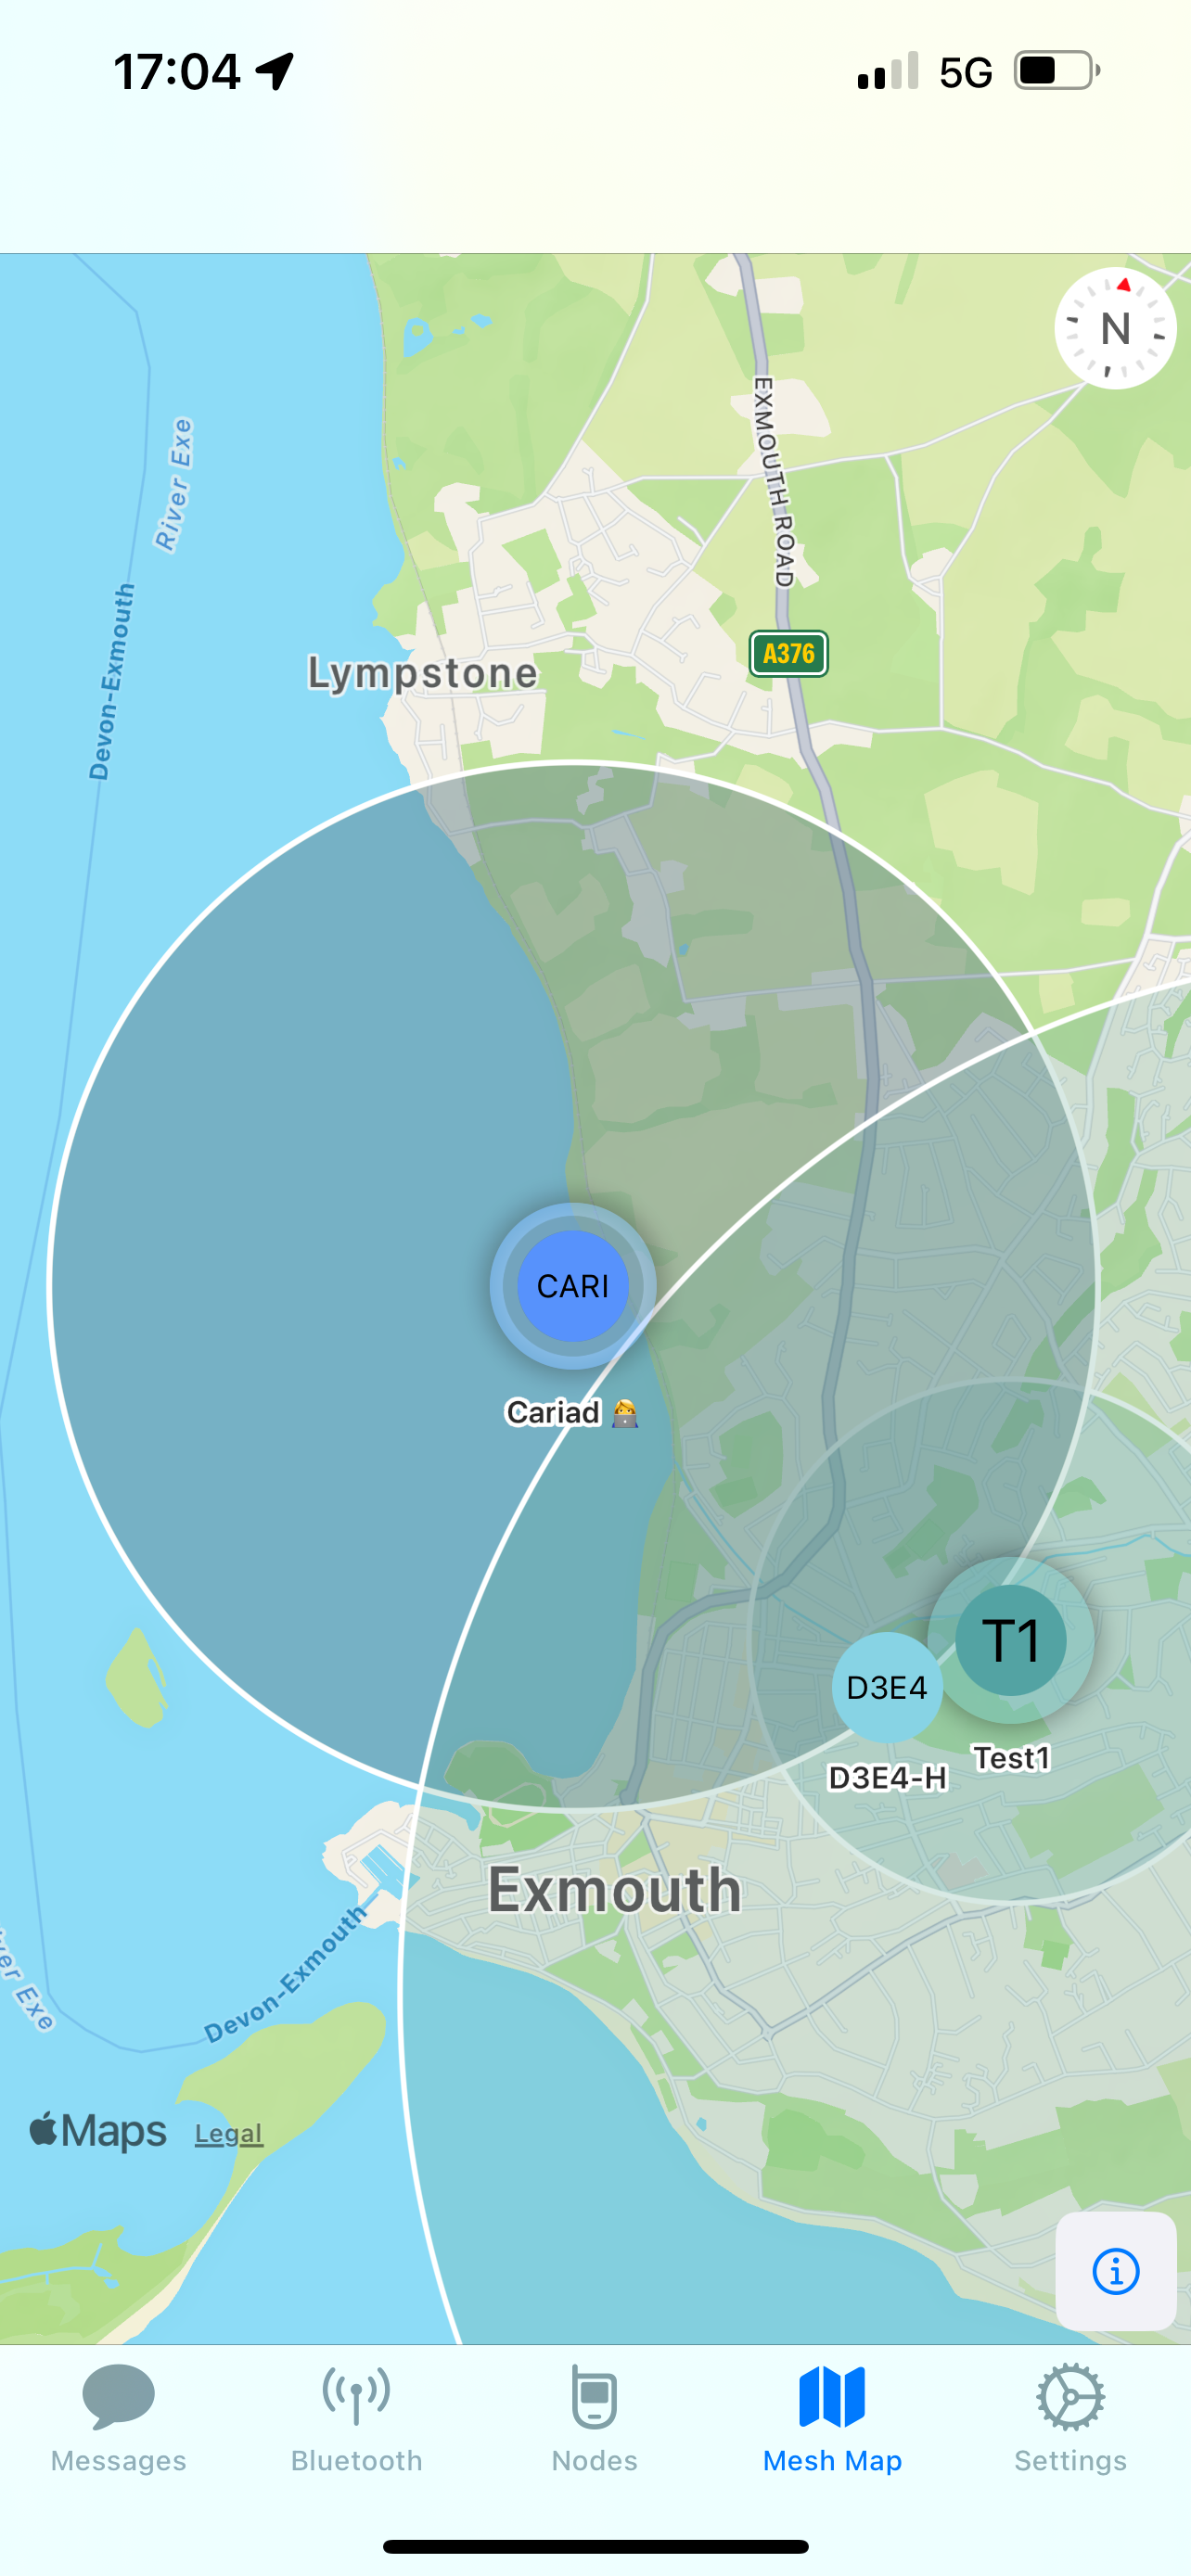 17:04
5G
N
EXMOUTH ROAD
River Exe
Devon-Exmouth
A376
Lympstone
CARI
Cariad 👩‍💻
T1
D3E4
Test1
D3E4-H
Exmouth
Devon-Exmouth
ver Exe
Maps Legal
Messages
Bluetooth
Nodes
Mesh Map
Settings